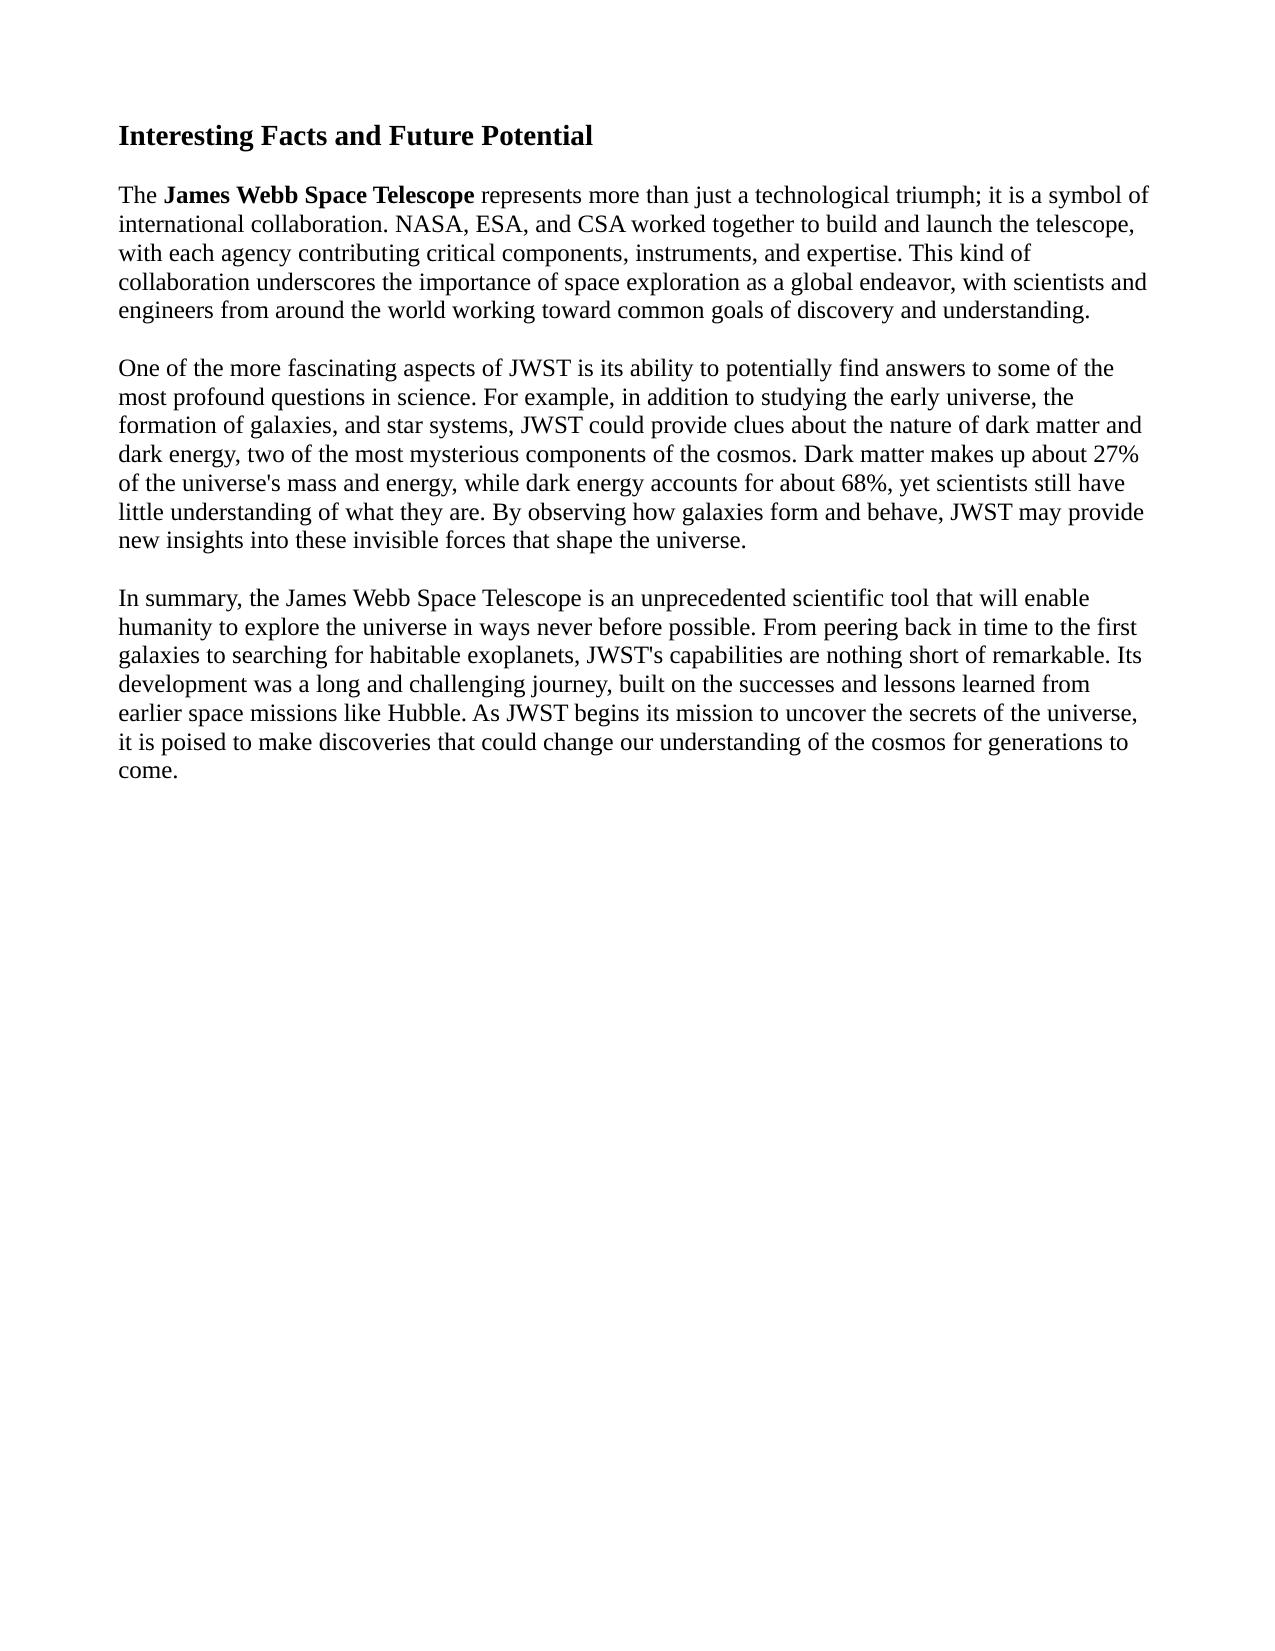 Interesting Facts and Future Potential
The James Webb Space Telescope represents more than just a technological triumph; it is a symbol of
international collaboration. NASA, ESA, and CSA worked together to build and launch the telescope,
with each agency contributing critical components, instruments, and expertise. This kind of
collaboration underscores the importance of space exploration as a global endeavor, with scientists and
engineers from around the world working toward common goals of discovery and understanding.
One of the more fascinating aspects of JWST is its ability to potentially find answers to some of the
most profound questions in science. For example, in addition to studying the early universe, the
formation of galaxies, and star systems, JWST could provide clues about the nature of dark matter and
dark energy, two of the most mysterious components of the cosmos. Dark matter makes up about 27%
of the universe's mass and energy, while dark energy accounts for about 68%, yet scientists still have
little understanding of what they are. By observing how galaxies form and behave, JWST may provide
new insights into these invisible forces that shape the universe.
In summary, the James Webb Space Telescope is an unprecedented scientific tool that will enable
humanity to explore the universe in ways never before possible. From peering back in time to the first
galaxies to searching for habitable exoplanets, JWST's capabilities are nothing short of remarkable. Its
development was a long and challenging journey, built on the successes and lessons learned from
earlier space missions like Hubble. As JWST begins its mission to uncover the secrets of the universe,
it is poised to make discoveries that could change our understanding of the cosmos for generations to
come.